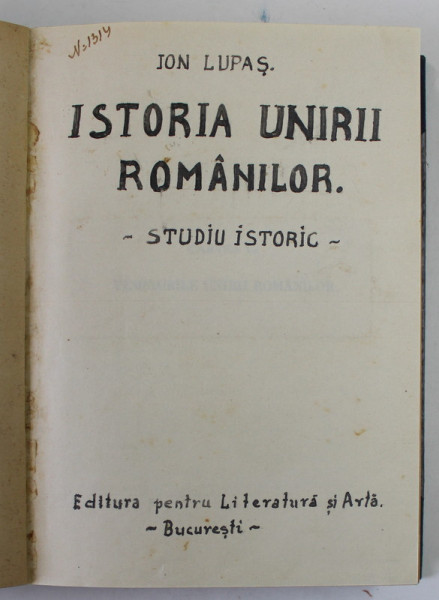 No 1314
ION LUPAȘ.
ISTORIA UNIRII
ROMÂNILOR.
~ STUDIU ISTORIC ~
Editura pentru Literatură și Artă.
~ București ~